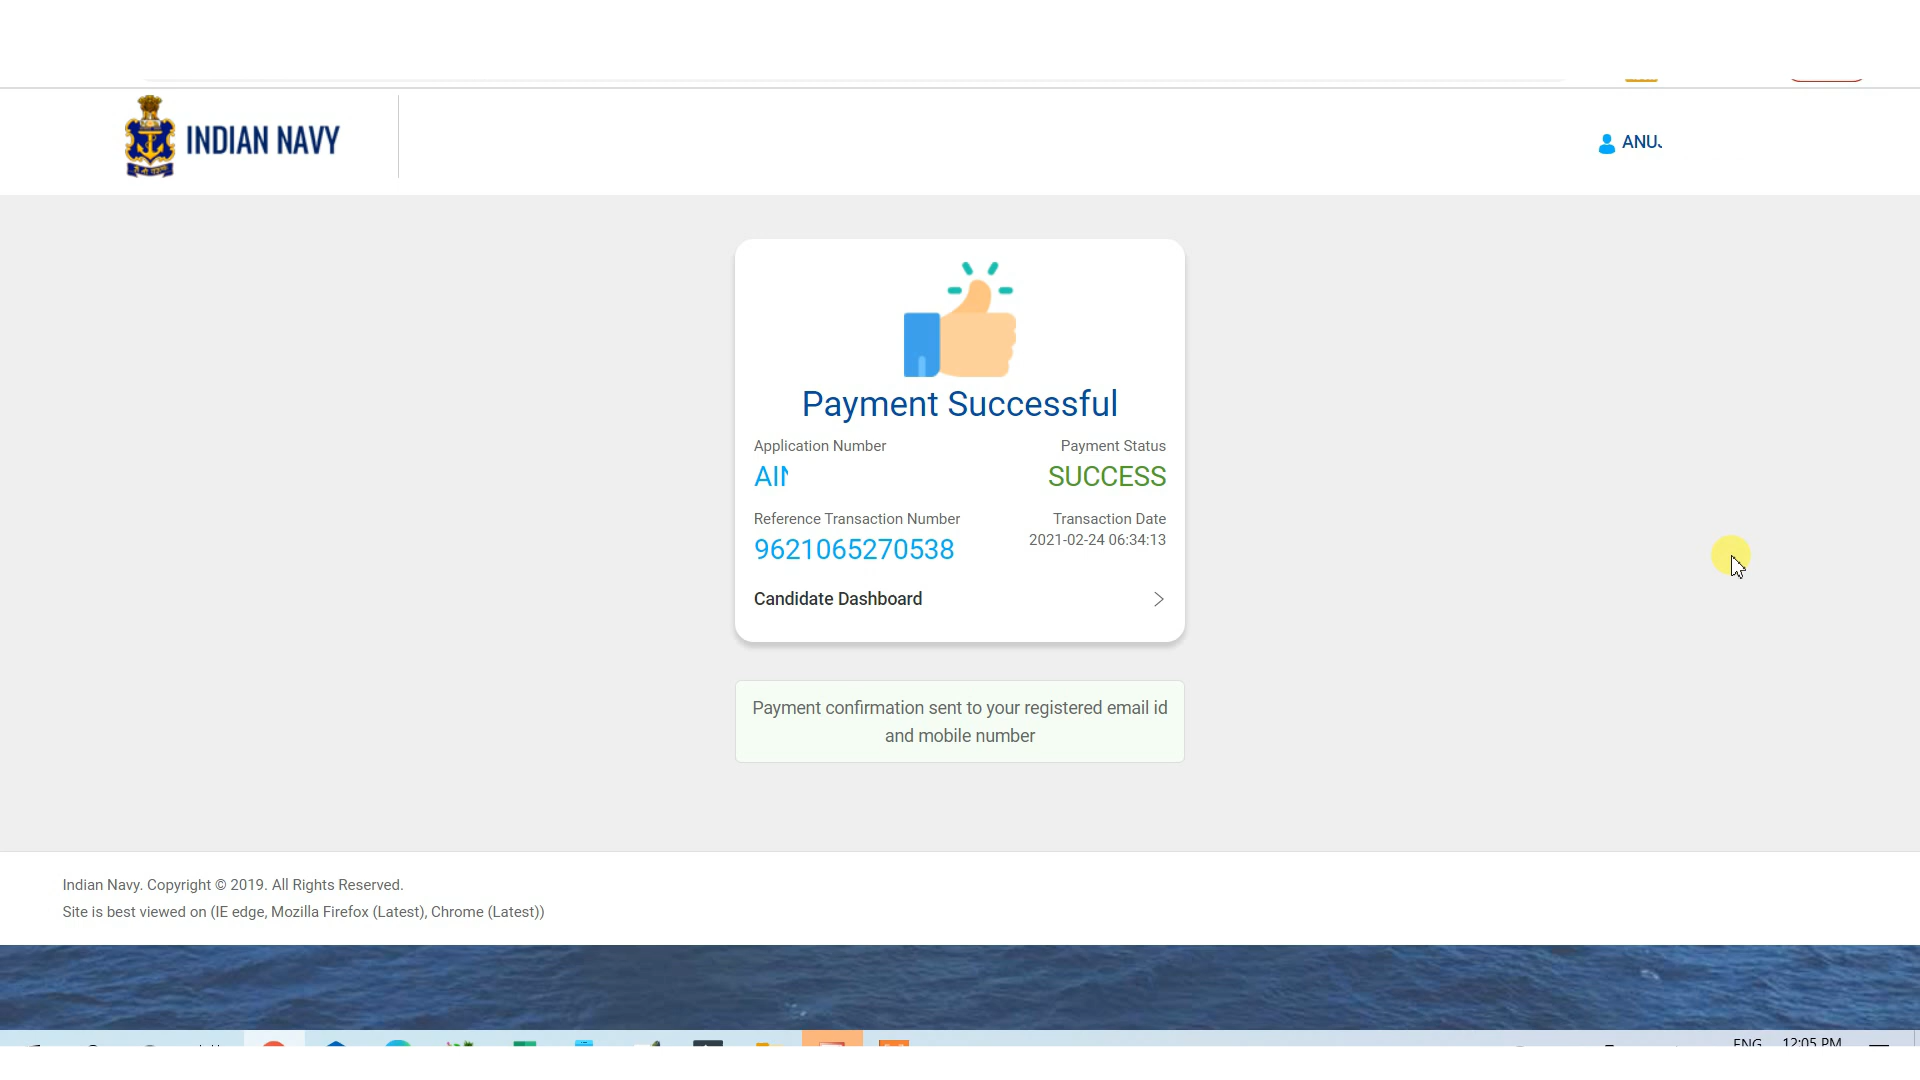 INDIAN NAVY
ANU
Payment Successful
Application Number
Payment Status
AIN
SUCCESS
Reference Transaction Number
Transaction Date
9621065270538
2021-02-24 06:34:13
Candidate Dashboard
Payment confirmation sent to your registered email id
and mobile number
Indian Navy. Copyright © 2019. All Rights Reserved.
Site is best viewed on (IE edge, Mozilla Firefox (Latest), Chrome (Latest))
ENG 12:05 PM